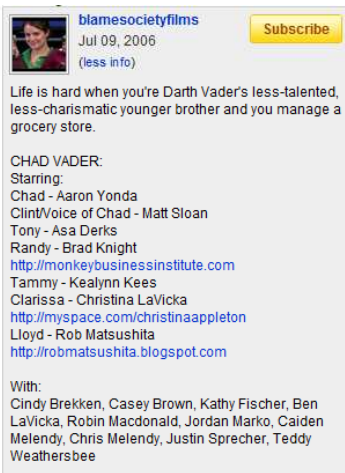 blamesocietyfilms
Subscribe
Jul 09, 2006
(less info)
Life is hard when you're Darth Vader's less-talented,
less-charismatic younger brother and you manage a
grocery store.
CHAD VADER:
Starring:
Chad - Aaron Yonda
Clint/Voice of Chad - Matt Sloan
Tony - Asa Derks
Randy - Brad Knight
http://monkeybusinessinstitute.com
Tammy - Kealynn Kees
Clarissa - Christina LaVicka
http://myspace.com/christinaappleton
Lloyd - Rob Matsushita
http://robmatsushita.blogspot.com
With:
Cindy Brekken, Casey Brown, Kathy Fischer, Ben
LaVicka, Robin Macdonald, Jordan Marko, Caiden
Melendy, Chris Melendy, Justin Sprecher, Teddy
Weathersbee